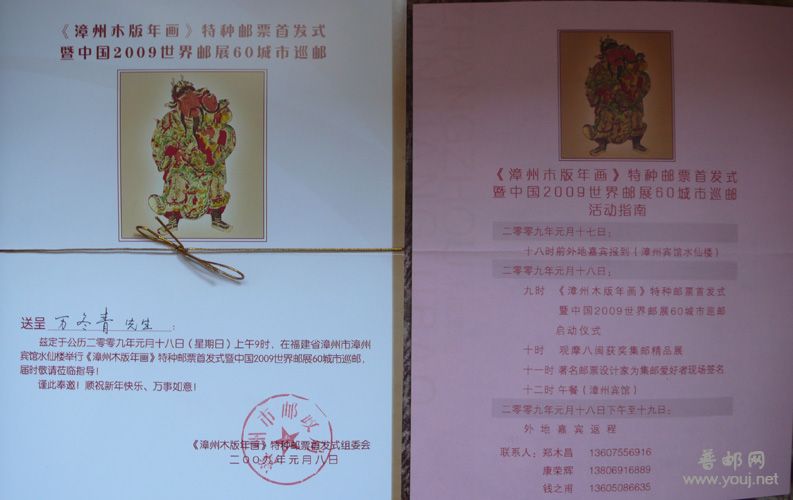 《漳州木版年画》特种邮票首发式
暨中国2009世界邮展60城市巡邮
送呈 万冬青 先生：
兹定于公历二零零九年元月十八日（星期日）上午9时，在福建省漳州市漳州
宾馆水仙楼举行《漳州木版年画》特种邮票首发式暨中国2009世界邮展60城市巡邮，
届时敬请莅临指导！
谨此奉邀！顺祝新年快乐、万事如意！
《漳州木版年画》特种邮票首发式组委会
二００九年元月八日
《漳州木版年画》特种邮票首发式
暨中国2009世界邮展60城市巡邮
活动指南
二零零九年元月十七日：
十八时前外地嘉宾报到（漳州宾馆水仙楼）
二零零九年元月十八日：
九时 《漳州木版年画》特种邮票首发式
暨中国2009世界邮展60城市巡邮
启动仪式
十时 观摩八闽获奖集邮精品展
十一时 著名邮票设计家为集邮爱好者现场签名
十二时 午餐（漳州宾馆）
二零零九年元月十八日下午至十九日：
外地嘉宾返程
联系人：郑木昌 13607556916
康荣辉 13806916889
钱之甫 13605086635
普邮网
www.youj.net